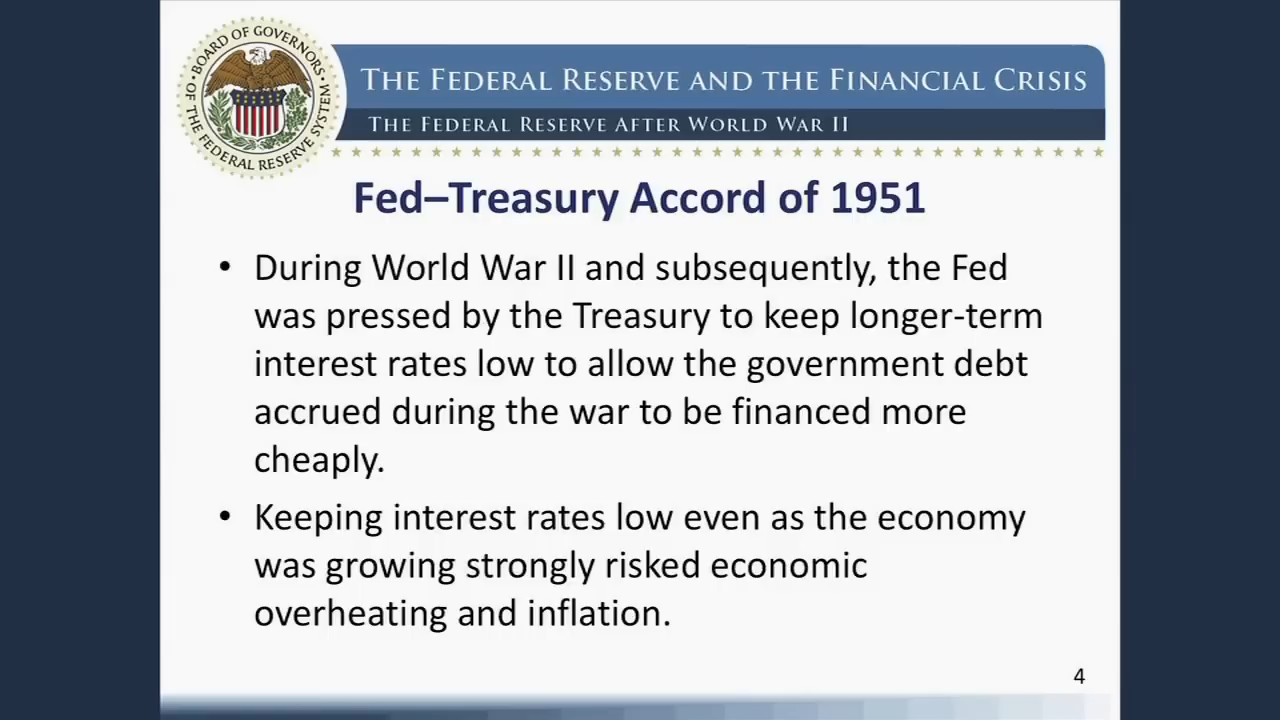 BOARD OF GOVERNORS
OF THE FEDERAL RESERVE SYSTEM
THE FEDERAL RESERVE AND THE FINANCIAL CRISIS
THE FEDERAL RESERVE AFTER WORLD WAR II
Fed–Treasury Accord of 1951
• During World War II and subsequently, the Fed
was pressed by the Treasury to keep longer-term
interest rates low to allow the government debt
accrued during the war to be financed more
cheaply.
• Keeping interest rates low even as the economy
was growing strongly risked economic
overheating and inflation.
4